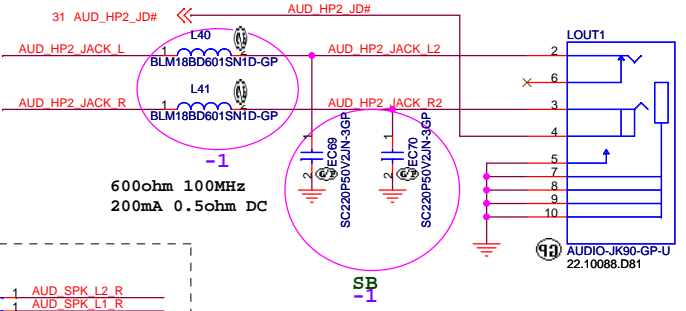 31 AUD_HP2_JD#
AUD_HP2_JD#
L40
AUD_HP2_JACK_L
1
2
AUD_HP2_JACK_L2
BLM18BD601SN1D-GP
LOUT1
2
6
L41
AUD_HP2_JACK_R
1
2
AUD_HP2_JACK_R2
BLM18BD601SN1D-GP
3
4
-1
1
2
EC69
SC220P50V2JN-3GP
1
2
EC70
SC220P50V2JN-3GP
5
7
8
9
10
600ohm 100MHz
200mA 0.5ohm DC
GP
AUDIO-JK90-GP-U
22.10088.D81
SB
-1
1 AUD_SPK_L2_R
1 AUD_SPK_L1_R